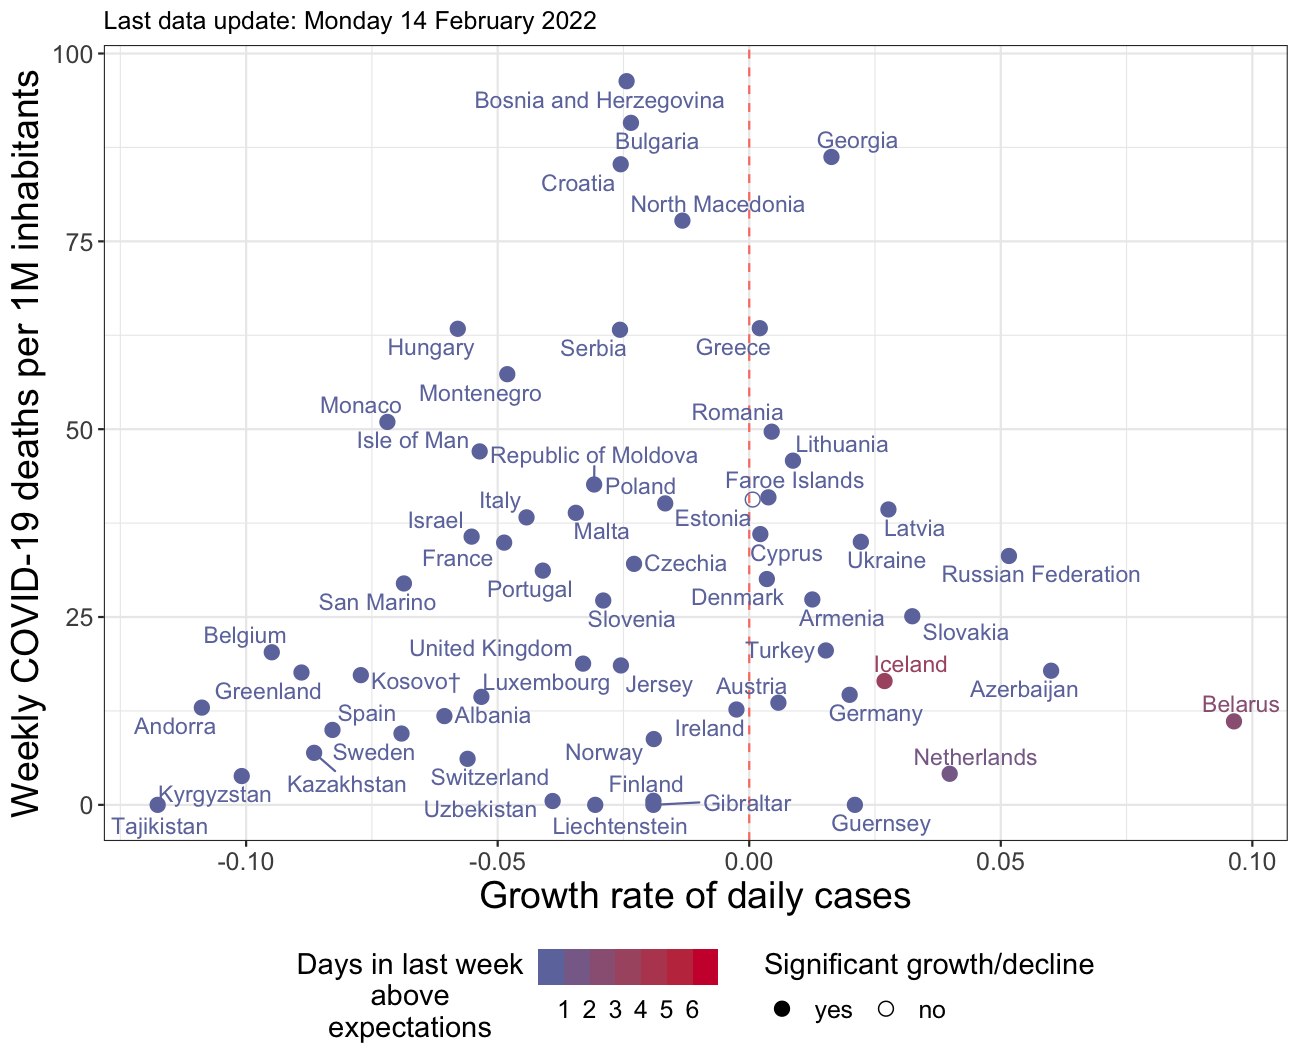 Last data update: Monday 14 February 2022
Weekly COVID-19 deaths per 1M inhabitants
100
75
50
25
0
Bosnia and Herzegovina
Bulgaria
Georgia
Croatia
North Macedonia
Hungary
Serbia
Greece
Montenegro
Monaco
Romania
Isle of Man
Lithuania
Republic of Moldova
Faroe Islands
Poland
Italy
Israel
Estonia
Latvia
Malta
France
Cyprus
Ukraine
Czechia
Russian Federation
Portugal
Denmark
San Marino
Slovenia
Armenia
Slovakia
Belgium
United Kingdom
Turkey
Iceland
Greenland
Kosovo†
Luxembourg
Jersey
Austria
Azerbaijan
Belarus
Andorra
Spain
Albania
Ireland
Germany
Sweden
Norway
Netherlands
Kazakhstan
Switzerland
Finland
Kyrgyzstan
Uzbekistan
Gibraltar
Tajikistan
Liechtenstein
Guernsey
-0.10
-0.05
0.00
0.05
0.10
Growth rate of daily cases
Days in last week
above
expectations
1 2 3 4 5 6
Significant growth/decline
yes
no